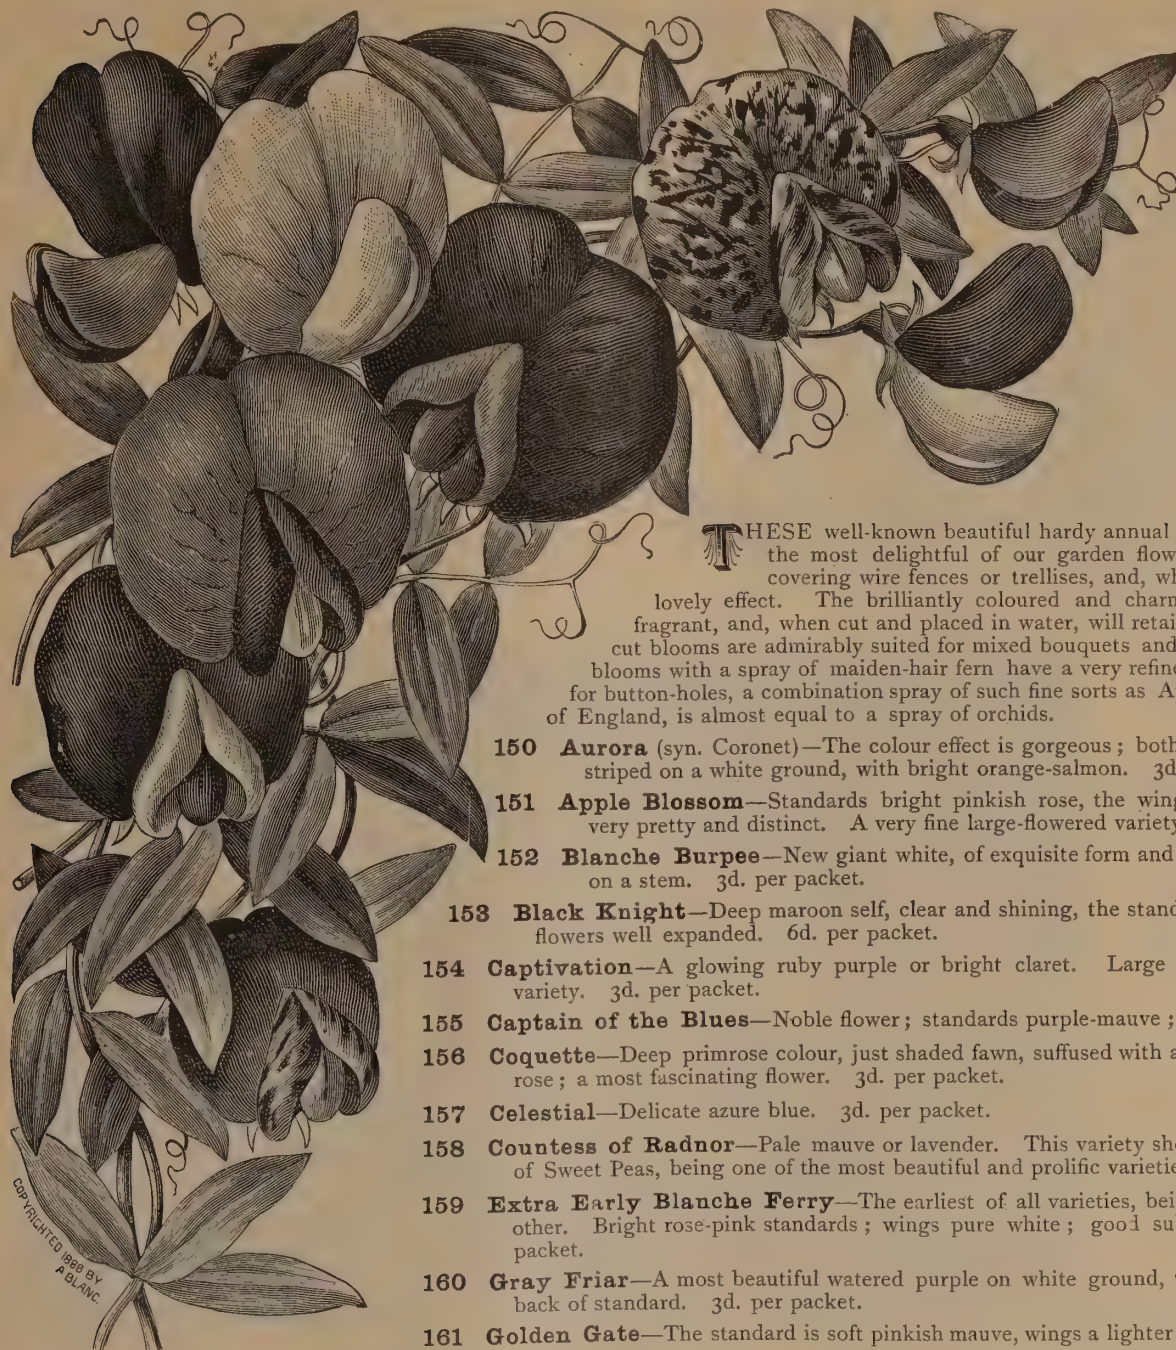 THESE well-known beautiful hardy annual
the most delightful of our garden flow
covering wire fences or trellises, and, wh
lovely effect. The brilliantly coloured and charn
fragrant, and, when cut and placed in water, will retai
cut blooms are admirably suited for mixed bouquets and
blooms with a spray of maiden-hair fern have a very refine
for button-holes, a combination spray of such fine sorts as A
of England, is almost equal to a spray of orchids.
150 Aurora (syn. Coronet)—The colour effect is gorgeous; both
striped on a white ground, with bright orange-salmon. 3d
151 Apple Blossom—Standards bright pinkish rose, the wing
very pretty and distinct. A very fine large-flowered variety
152 Blanche Burpee—New giant white, of exquisite form and
on a stem. 3d. per packet.
153 Black Knight—Deep maroon self, clear and shining, the stand
flowers well expanded. 6d. per packet.
154 Captivation—A glowing ruby purple or bright claret. Large
variety. 3d. per packet.
155 Captain of the Blues—Noble flower; standards purple-mauve;
156 Coquette—Deep primrose colour, just shaded fawn, suffused with a
rose; a most fascinating flower. 3d. per packet.
157 Celestial—Delicate azure blue. 3d. per packet.
158 Countess of Radnor—Pale mauve or lavender. This variety sh
of Sweet Peas, being one of the most beautiful and prolific varietie
159 Extra Early Blanche Ferry—The earliest of all varieties, bei
other. Bright rose-pink standards; wings pure white; good su
packet.
160 Gray Friar—A most beautiful watered purple on white ground,
back of standard. 3d. per packet.
161 Golden Gate—The standard is soft pinkish mauve, wings a lighter
COPYRIGHTED 1888 BY
A BLANC.